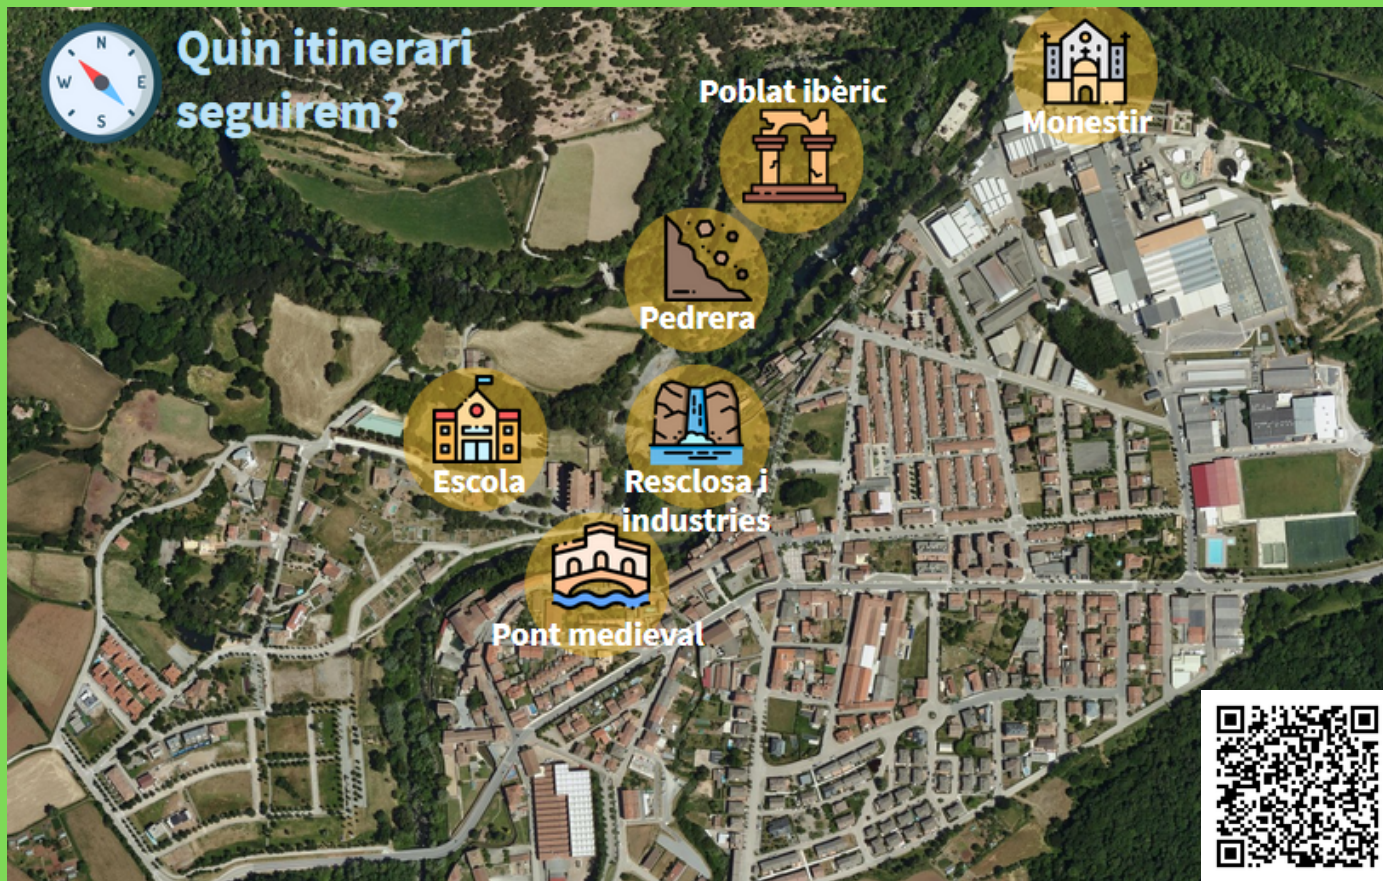 Quin itinerari
seguirem?
N
W
E
S
Poblat ibèric
Monestir
Pedrera
Escola
Resclosa i
industries
Pont medieval